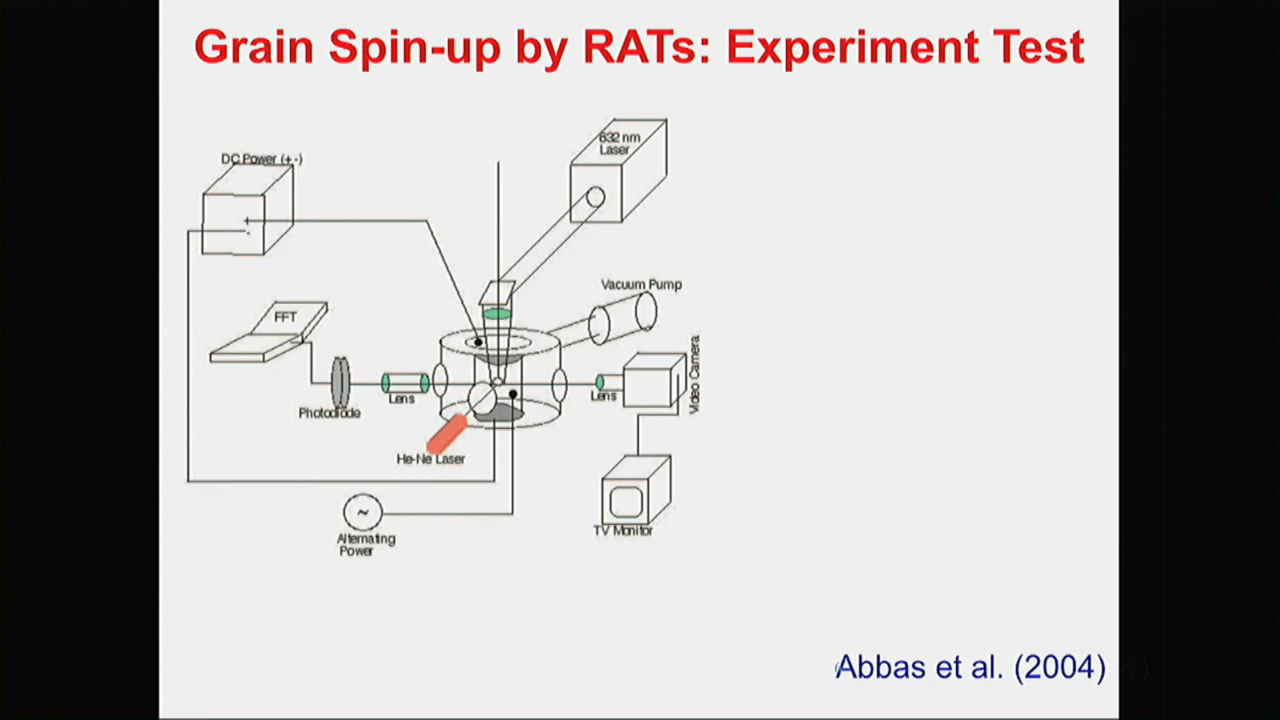 Grain Spin-up by RATs: Experiment Test
632 nm
Laser
DC Power (+ -)
+
-
Vacuum Pump
FFT
Video Camera
Lens
Lens
Photodiode
He-Ne Laser
~
Alternating
Power
TV Monitor
Abbas et al. (2004)